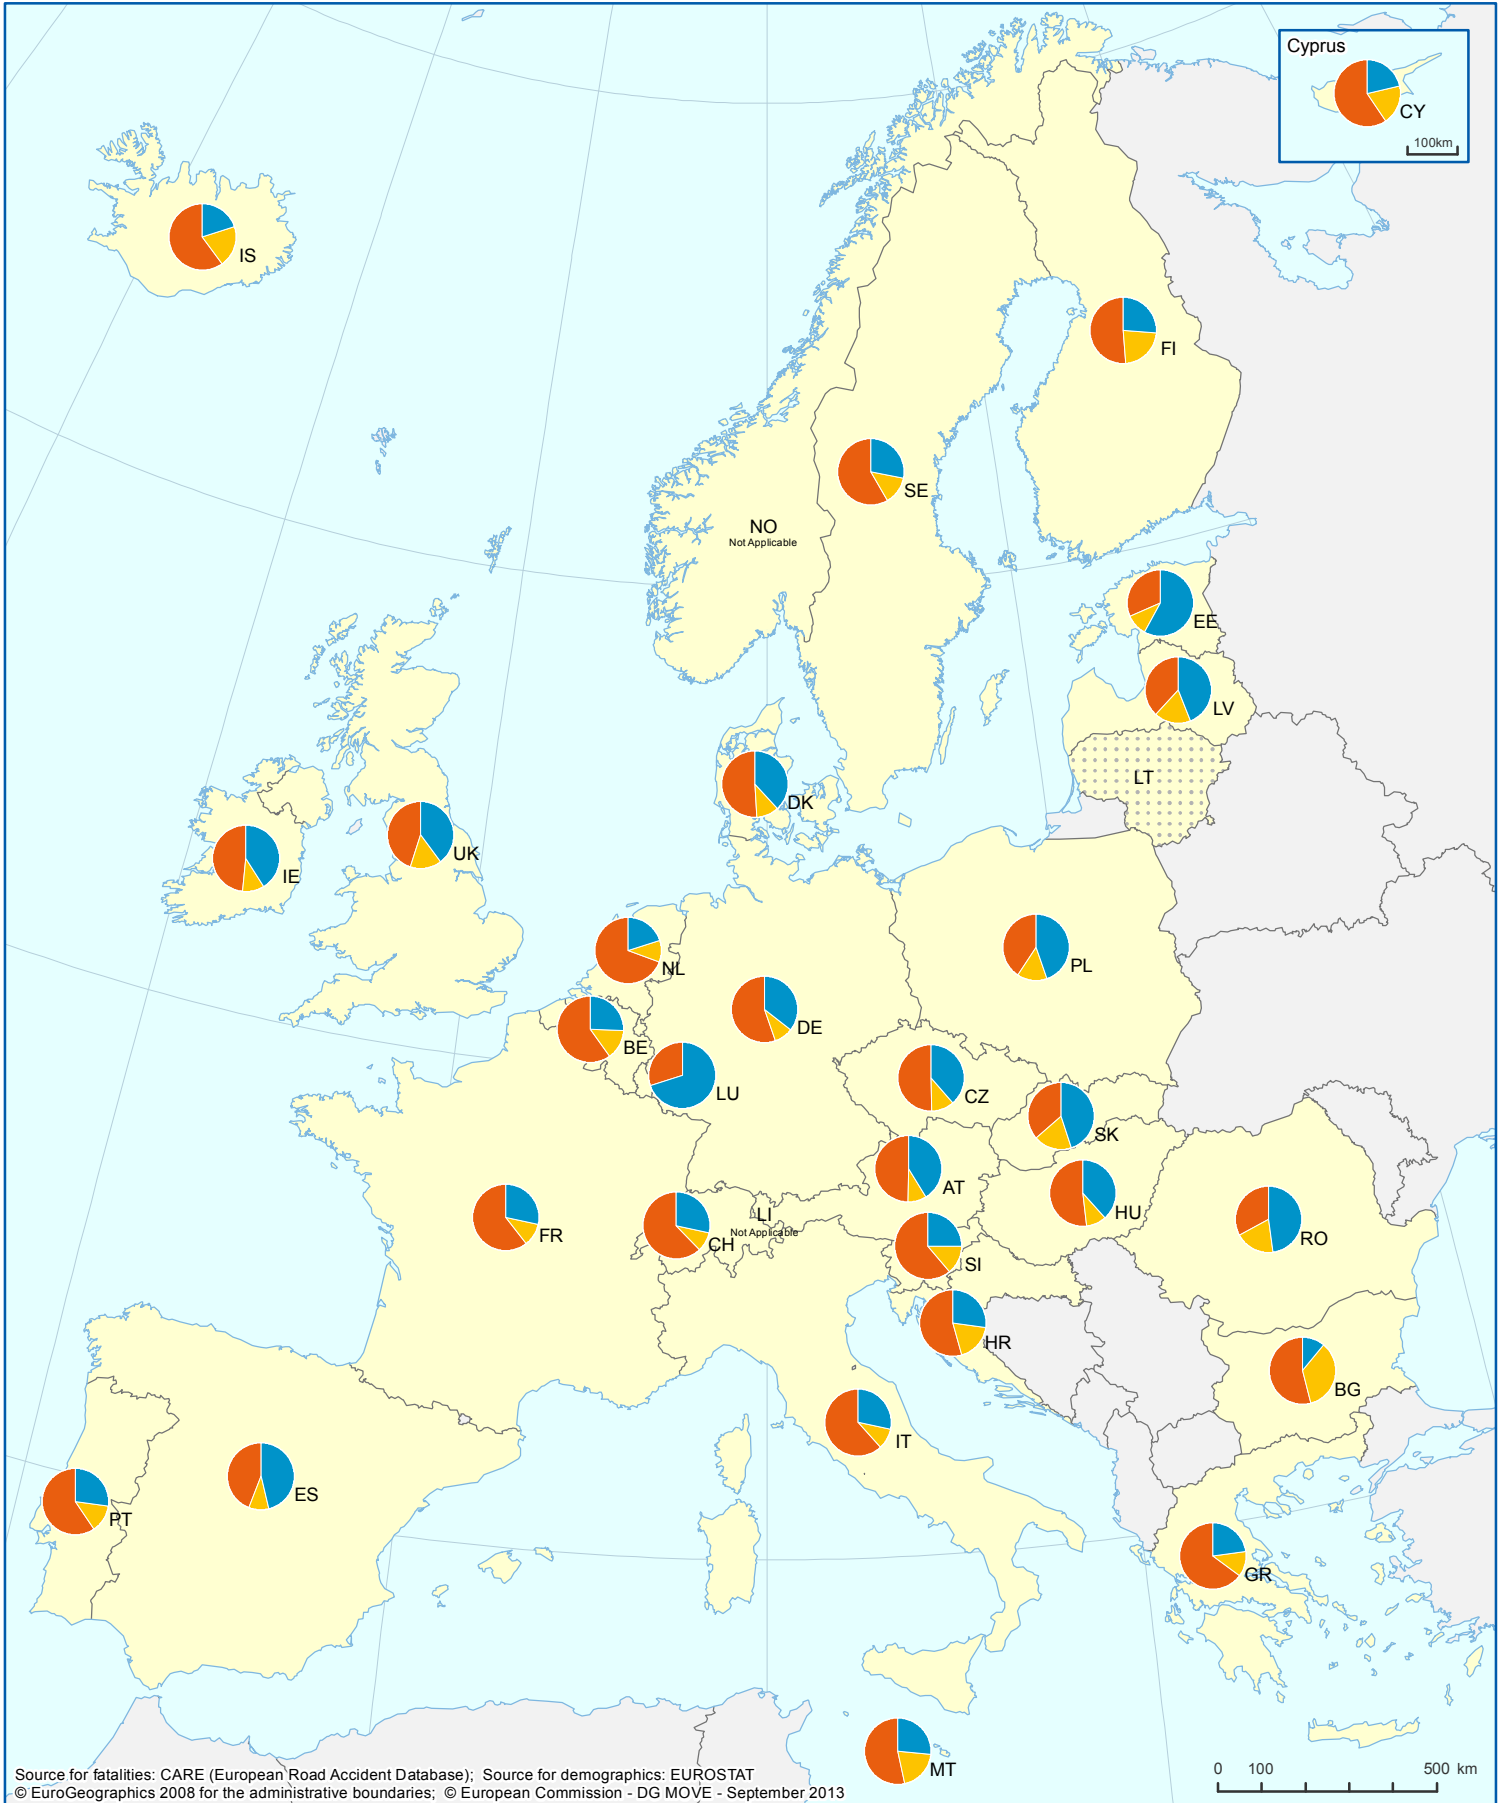 Cyprus
CY
100km
IS
FI
SE
NO
Not Applicable
EE
LV
LT
DK
UK
IE
NL
PL
DE
BE
LU
CZ
SK
AT
HU
LI
Not Applicable
FR
CH
SI
RO
HR
BG
IT
ES
PT
GR
MT
Source for fatalities: CARE (European Road Accident Database); Source for demographics: EUROSTAT
© EuroGeographics 2008 for the administrative boundaries; © European Commission - DG MOVE - September 2013
0 100 500 km